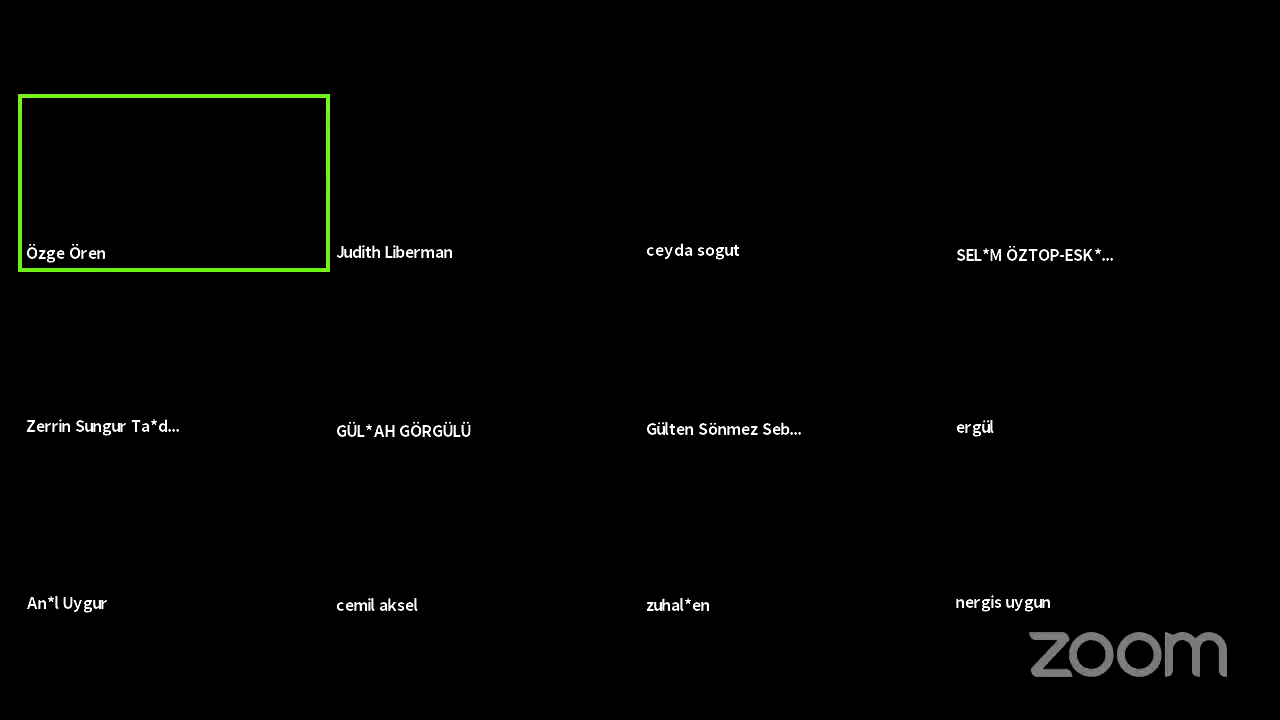 Özge Ören
Judith Liberman
ceyda sogut
SEL*M ÖZTOP-ESK*...
Zerrin Sungur Ta*d...
GÜL*AH GÖRGÜLÜ
Gülten Sönmez Seb...
ergül
An*l Uygur
cemil aksel
zuhal*en
nergis uygun
zoom